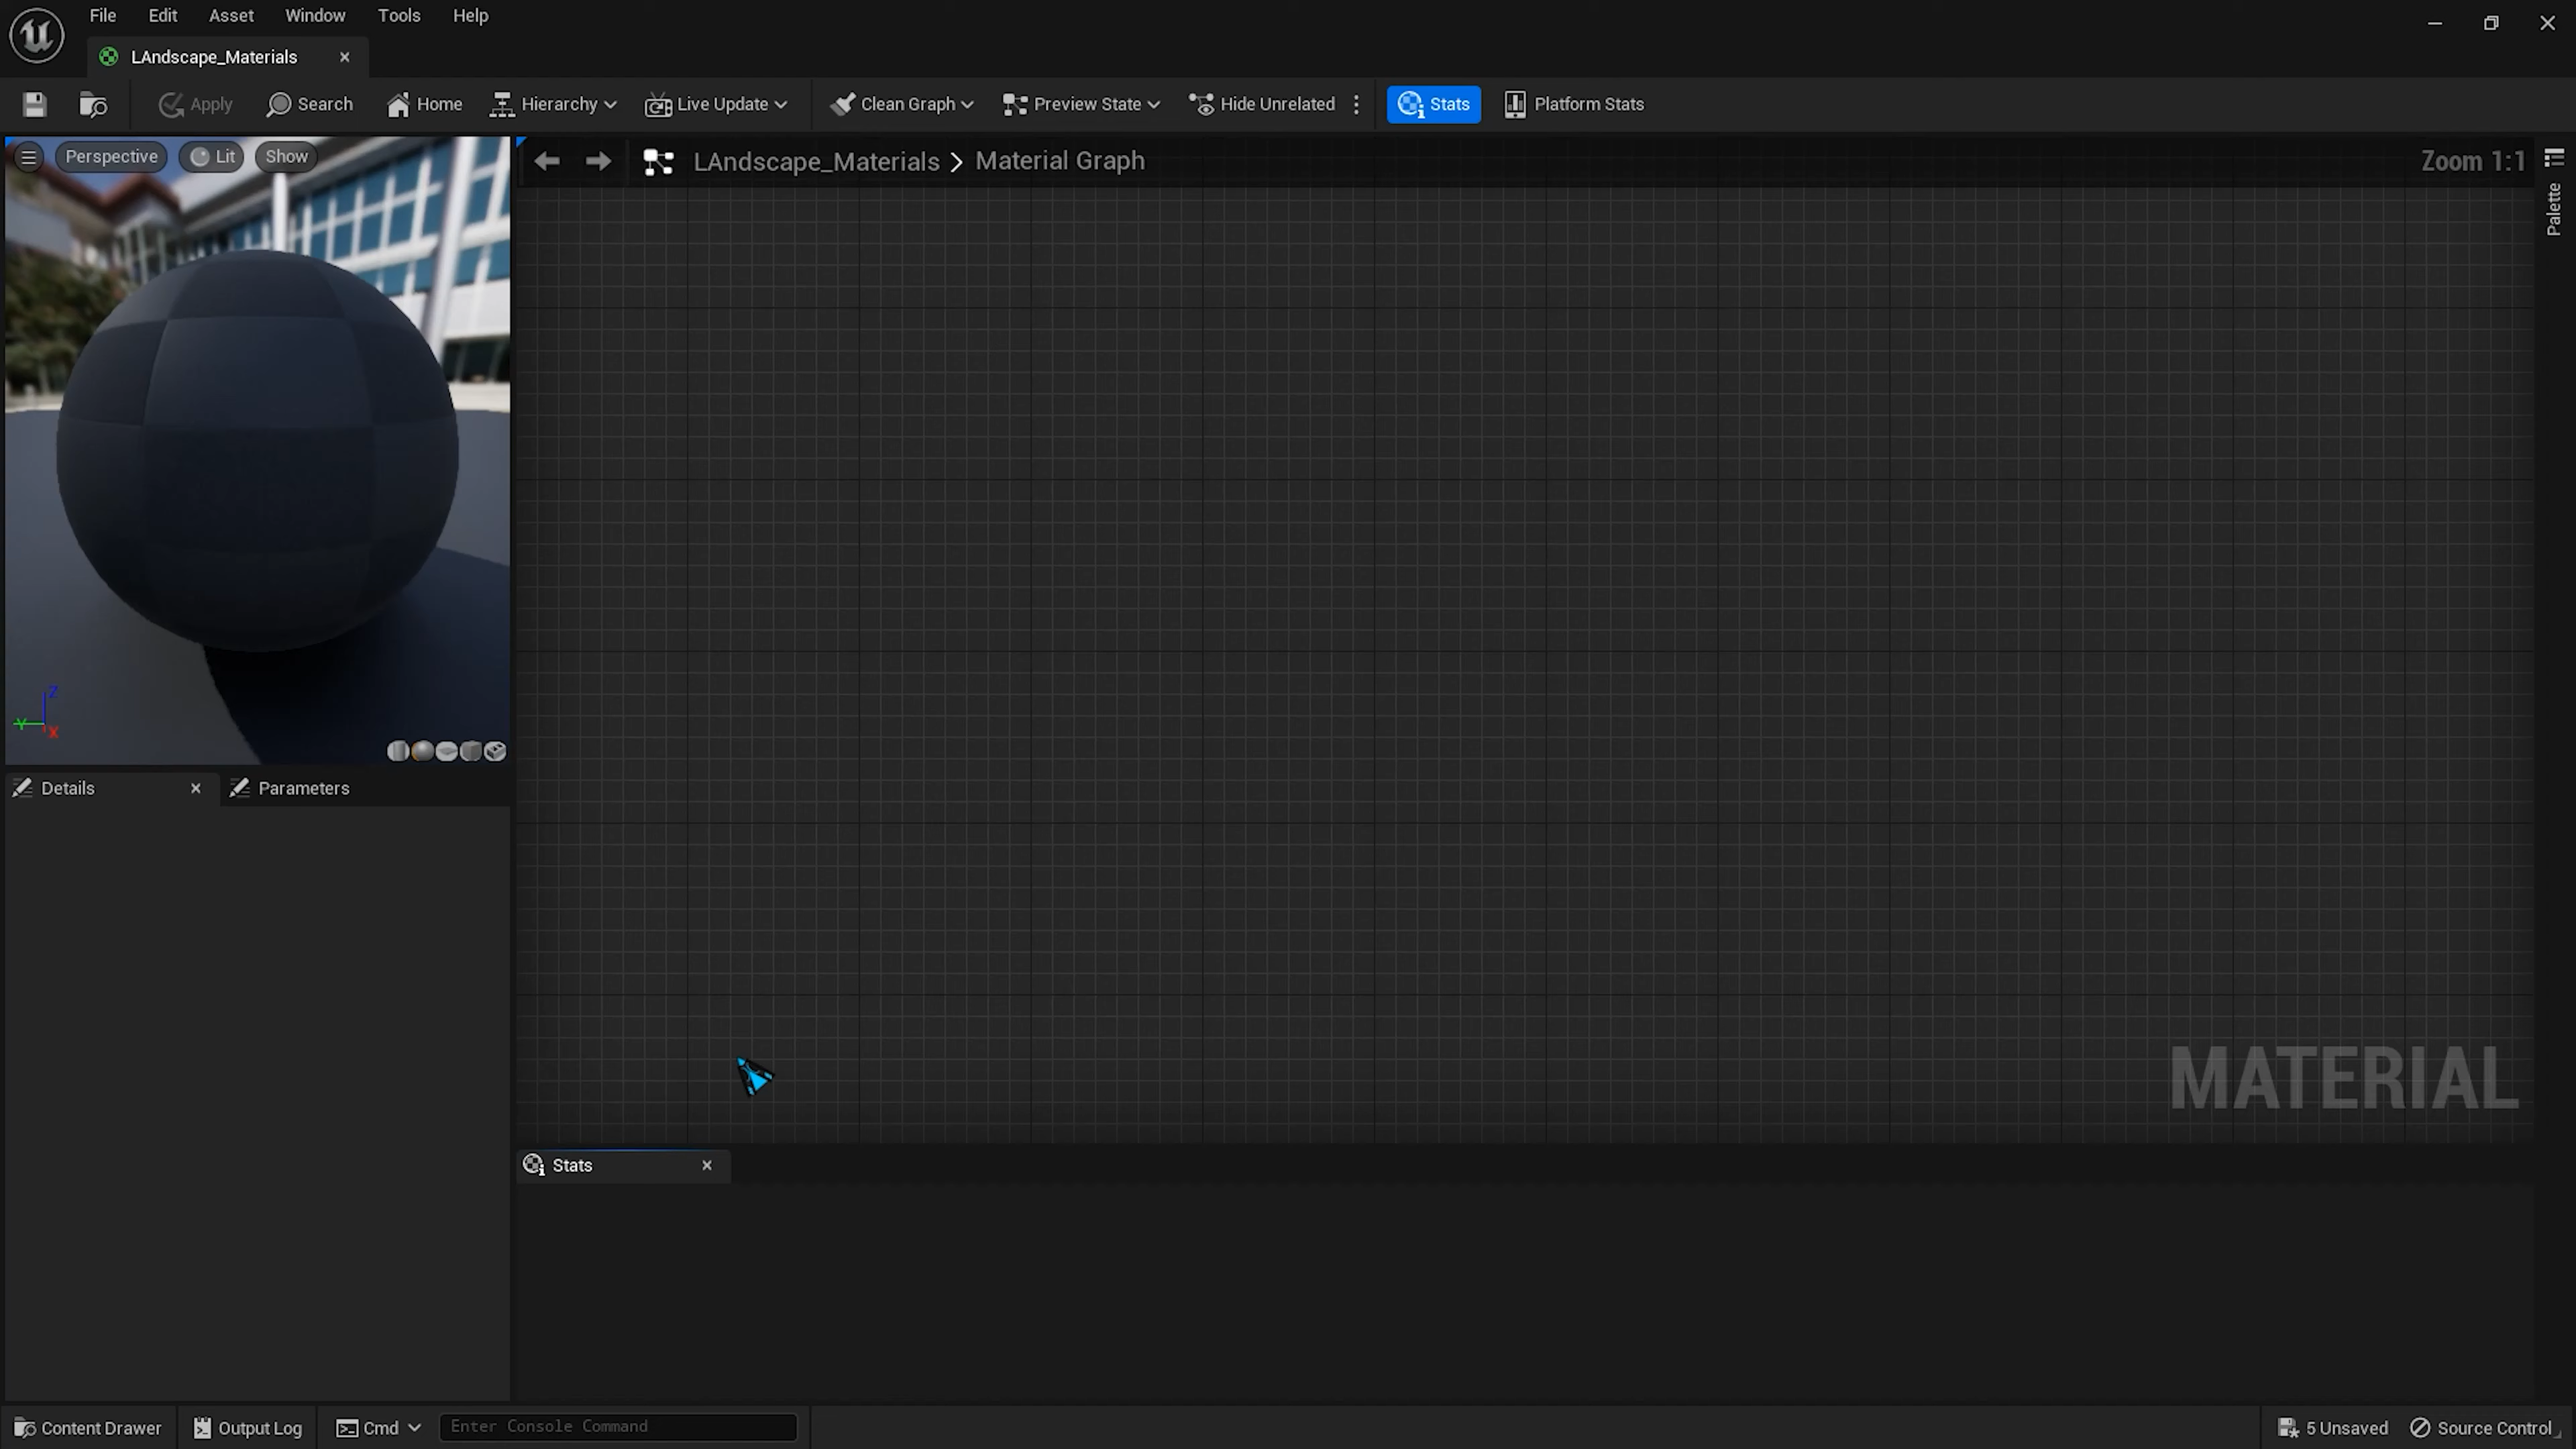 File Edit Asset Window Tools Help
LAndscape_Materials
Apply Search Home Hierarchy Live Update Clean Graph Preview State Hide Unrelated Stats Platform Stats
Perspective Lit Show
LAndscape_Materials > Material Graph
Zoom 1:1
Palette
Z
Y
X
Details Parameters
MATERIAL
Stats
Content Drawer Output Log Cmd Enter Console Command 5 Unsaved Source Control